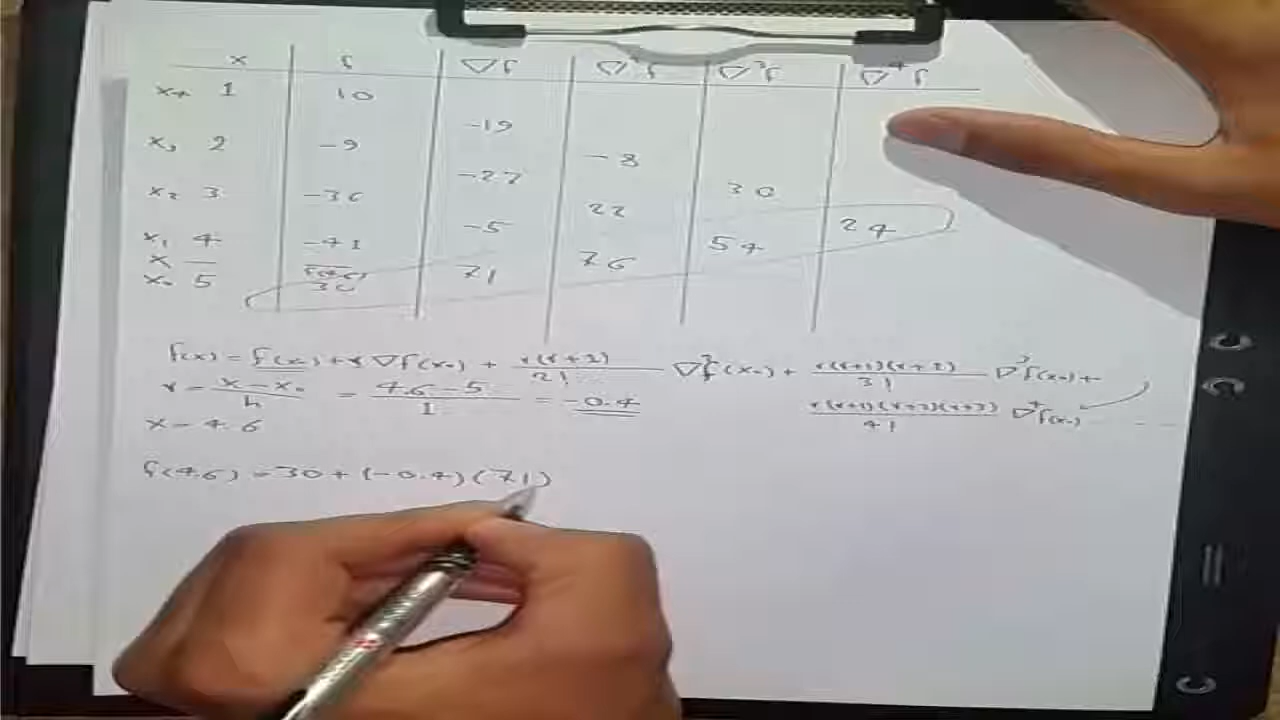 x f ∇f ∇²f ∇³f ∇⁴f
x₄ 1 10
-19
x₃ 2 -9 -8
-27 30
x₂ 3 -36 22
-5 24
x₁ 4 -41 54
x — f(4.6) 71 76
x₀ 5 30
f(x) = f(x₀) + r∇f(x₀) + r(r+1)/2! ∇²f(x₀) + r(r+1)(r+2)/3! ∇³f(x₀) +
r(r+1)(r+2)(r+3)/4! ∇⁴f(x₀) - - - -
r = x-x₀/h = 4.6-5/1 = -0.4
x = 4.6
f(4.6) = 30 + (-0.4)(71)